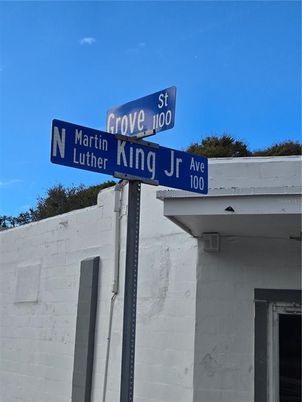 Grove St
1100
N Martin Luther King Jr Ave
100